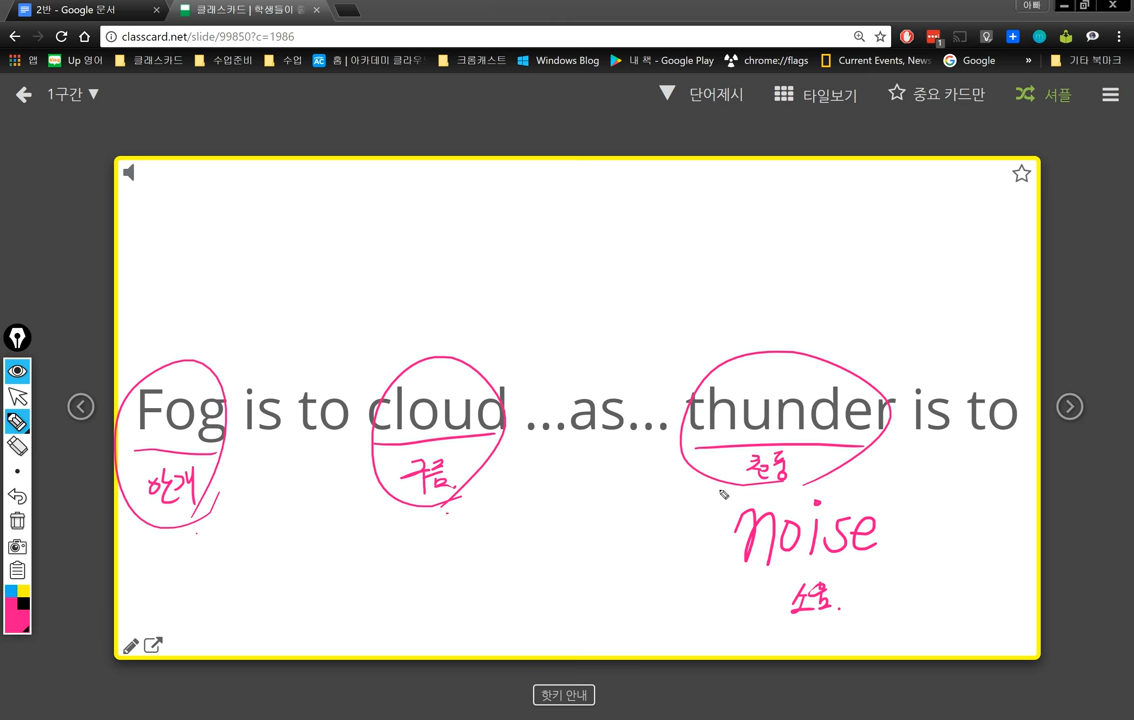 2반 - Google 문서
클래스카드 | 학생들이 좋
아빠
classcard.net/slide/99850?c=1986
앱 Up 영어 클래스카드 수업준비 수업 홈 | 아카데미 클라우 크롬캐스트 Windows Blog 내 책 - Google Play chrome://flags Current Events, News Google » 기타 북마크
1구간 ▼ ▼ 단어제시 타일보기 중요 카드만 셔플
Fog is to cloud ...as... thunder is to
안개 구름. 천둥
noise
소음.
핫키 안내